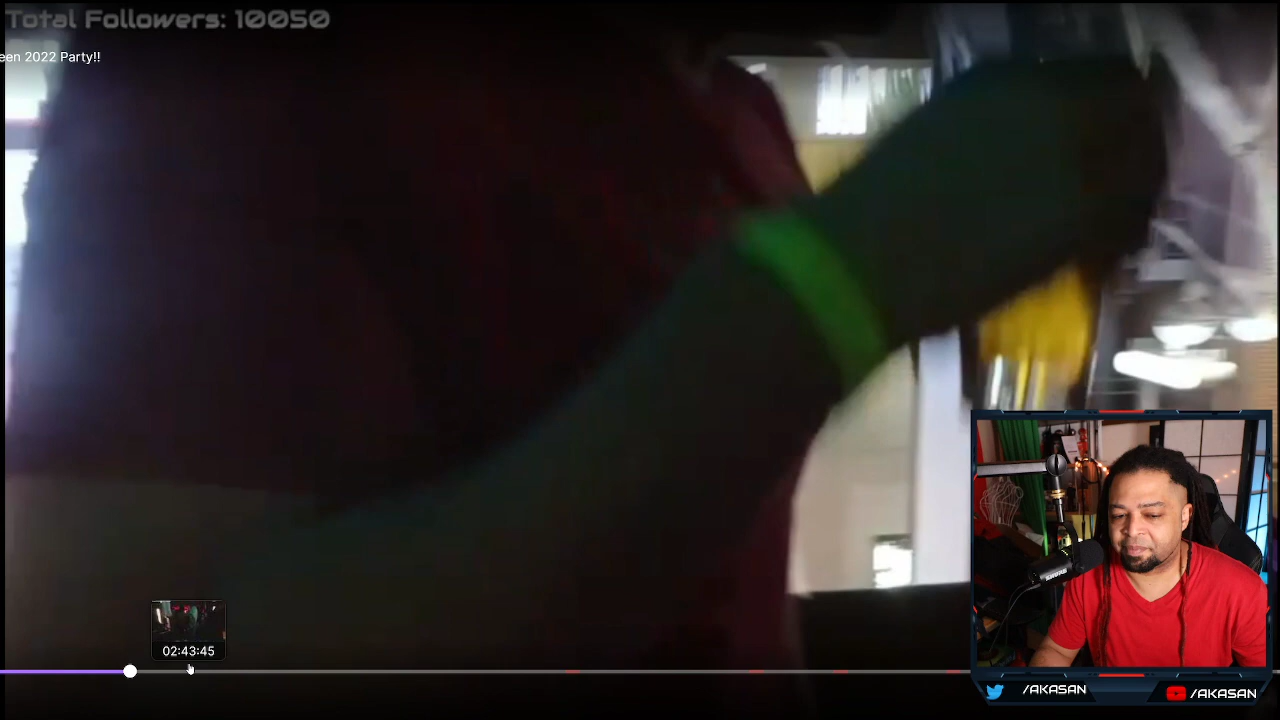 Total Followers: 10050
een 2022 Party!!
02:43:45
/AKASAN
/AKASAN